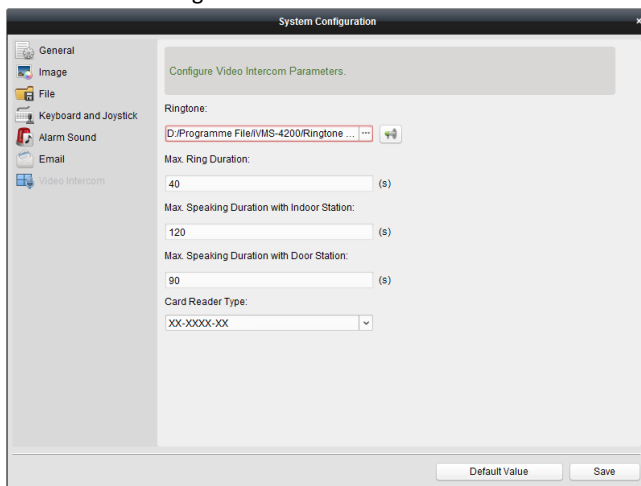 System Configuration
×
General
Image
File
Keyboard and Joystick
Alarm Sound
Email
Video Intercom
Configure Video Intercom Parameters.
Ringtone:
D:/Programme File/iVMS-4200/Ringtone ... ...
Max. Ring Duration:
40 (s)
Max. Speaking Duration with Indoor Station:
120 (s)
Max. Speaking Duration with Door Station:
90 (s)
Card Reader Type:
XX-XXXX-XX
Default Value Save